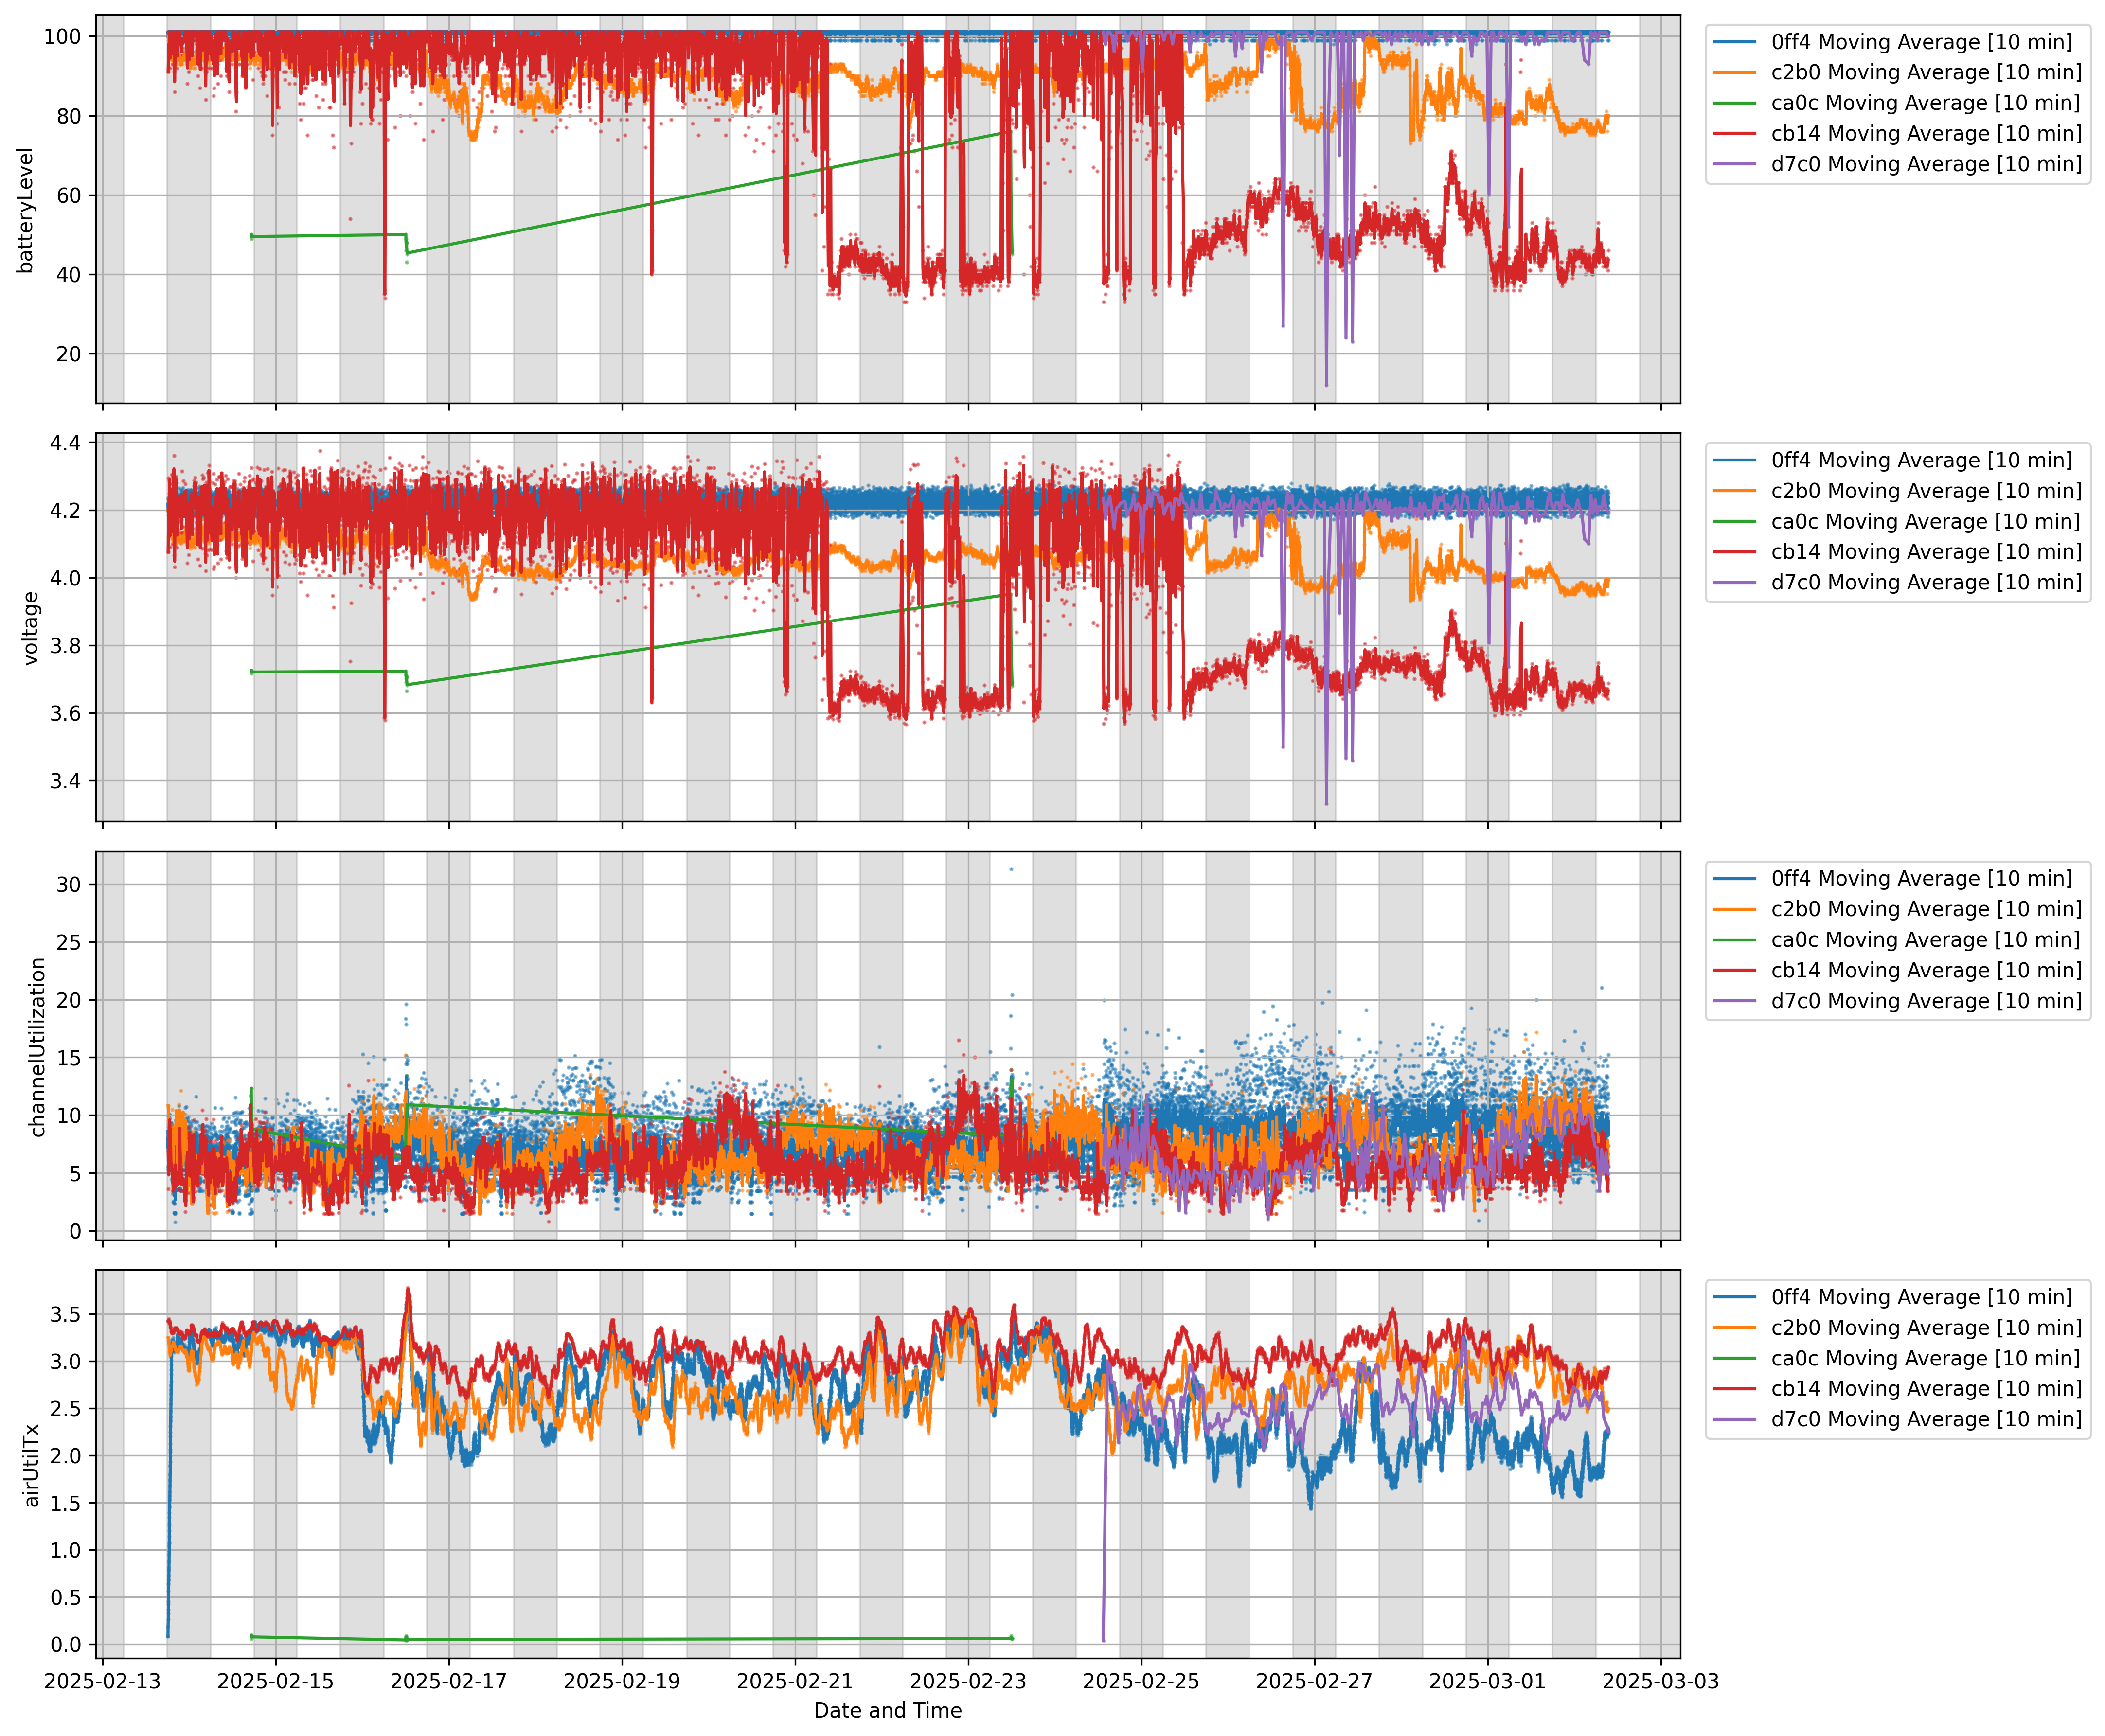 100
80
60
40
20
batteryLevel
0ff4 Moving Average [10 min]
c2b0 Moving Average [10 min]
ca0c Moving Average [10 min]
cb14 Moving Average [10 min]
d7c0 Moving Average [10 min]
4.4
4.2
4.0
3.8
3.6
3.4
voltage
0ff4 Moving Average [10 min]
c2b0 Moving Average [10 min]
ca0c Moving Average [10 min]
cb14 Moving Average [10 min]
d7c0 Moving Average [10 min]
30
25
20
15
10
5
0
channelUtilization
0ff4 Moving Average [10 min]
c2b0 Moving Average [10 min]
ca0c Moving Average [10 min]
cb14 Moving Average [10 min]
d7c0 Moving Average [10 min]
3.5
3.0
2.5
2.0
1.5
1.0
0.5
0.0
airUtilTx
0ff4 Moving Average [10 min]
c2b0 Moving Average [10 min]
ca0c Moving Average [10 min]
cb14 Moving Average [10 min]
d7c0 Moving Average [10 min]
2025-02-13 2025-02-15 2025-02-17 2025-02-19 2025-02-21 2025-02-23 2025-02-25 2025-02-27 2025-03-01 2025-03-03
Date and Time